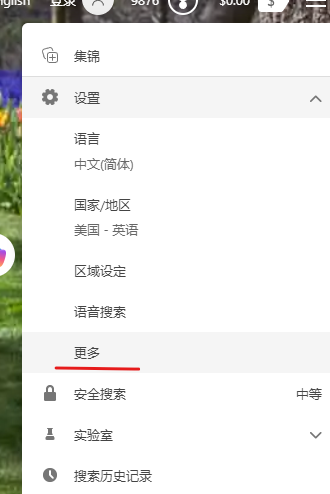 English 登录 9876 $0.00 $
集锦
设置
语言
中文(简体)
国家/地区
美国 - 英语
区域设定
语音搜索
更多
安全搜索 中等
实验室
搜索历史记录